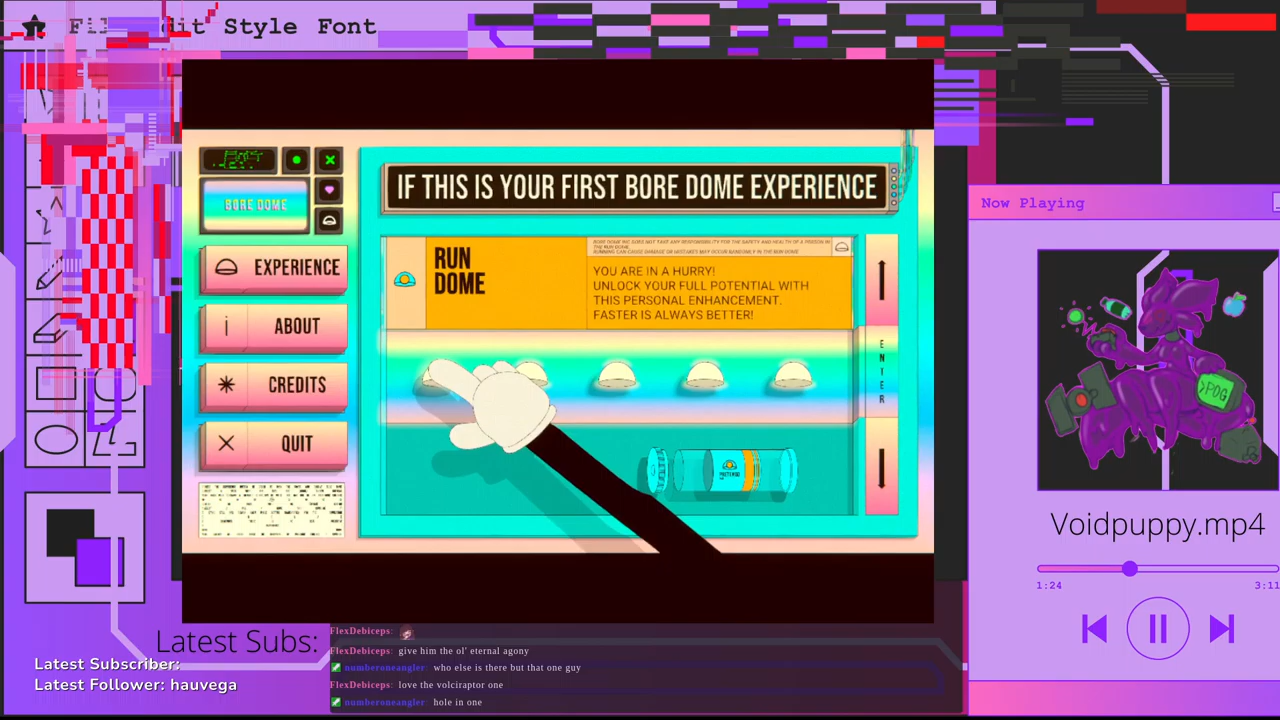 Style Font
IF THIS IS YOUR FIRST BORE DOME EXPERIENCE
BORE DOME
EXPERIENCE
i ABOUT
CREDITS
QUIT
RUN
DOME
YOU ARE IN A HURRY!
UNLOCK YOUR FULL POTENTIAL WITH
THIS PERSONAL ENHANCEMENT.
FASTER IS ALWAYS BETTER!
ENTER
Now Playing
>POG
Voidpuppy.mp4
1:24 3:11
Latest Subs:
Latest Subscriber:
Latest Follower: hauvega
FlexDebiceps:
FlexDebiceps: give him the ol' eternal agony
numberoneangler: who else is there but that one guy
FlexDebiceps: love the volciraptor one
numberoneangler: hole in one